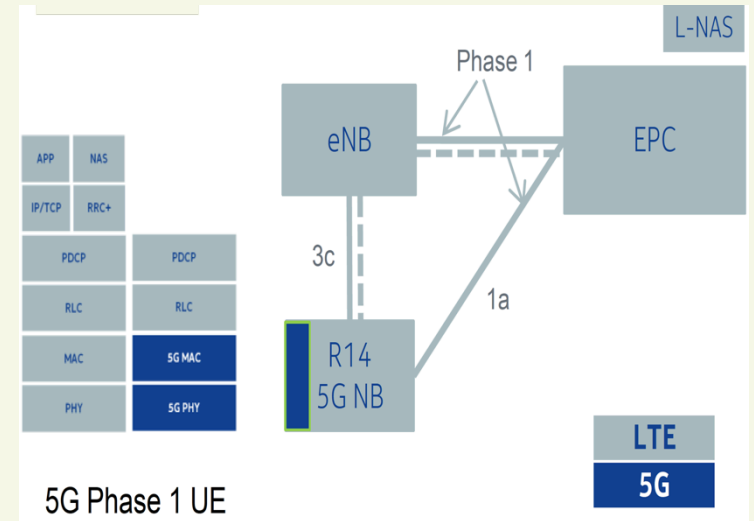 L-NAS
Phase 1
eNB
EPC
APP NAS
IP/TCP RRC+
PDCP PDCP
RLC RLC
MAC 5G MAC
PHY 5G PHY
3c
1a
R14
5G NB
LTE
5G
5G Phase 1 UE